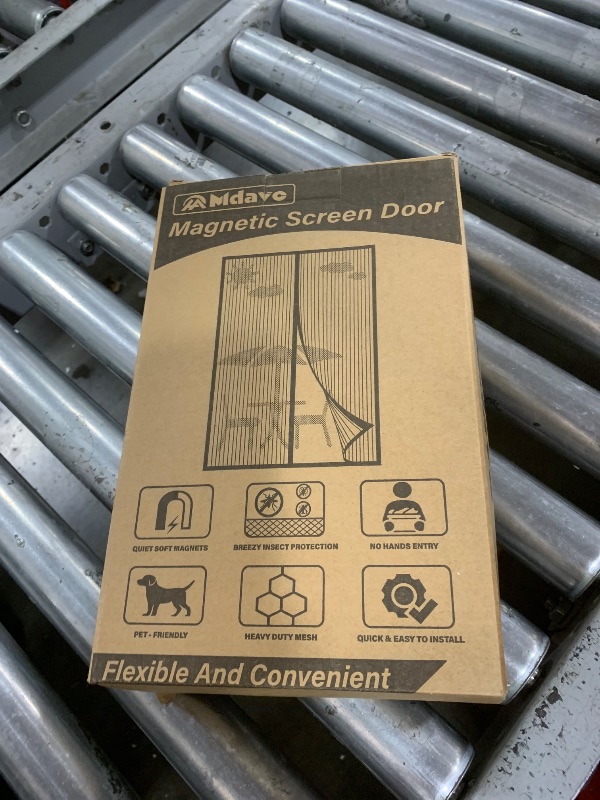 Mdave
Magnetic Screen Door
QUIET SOFT MAGNETS
BREEZY INSECT PROTECTION
NO HANDS ENTRY
PET - FRIENDLY
HEAVY DUTY MESH
QUICK & EASY TO INSTALL
Flexible And Convenient